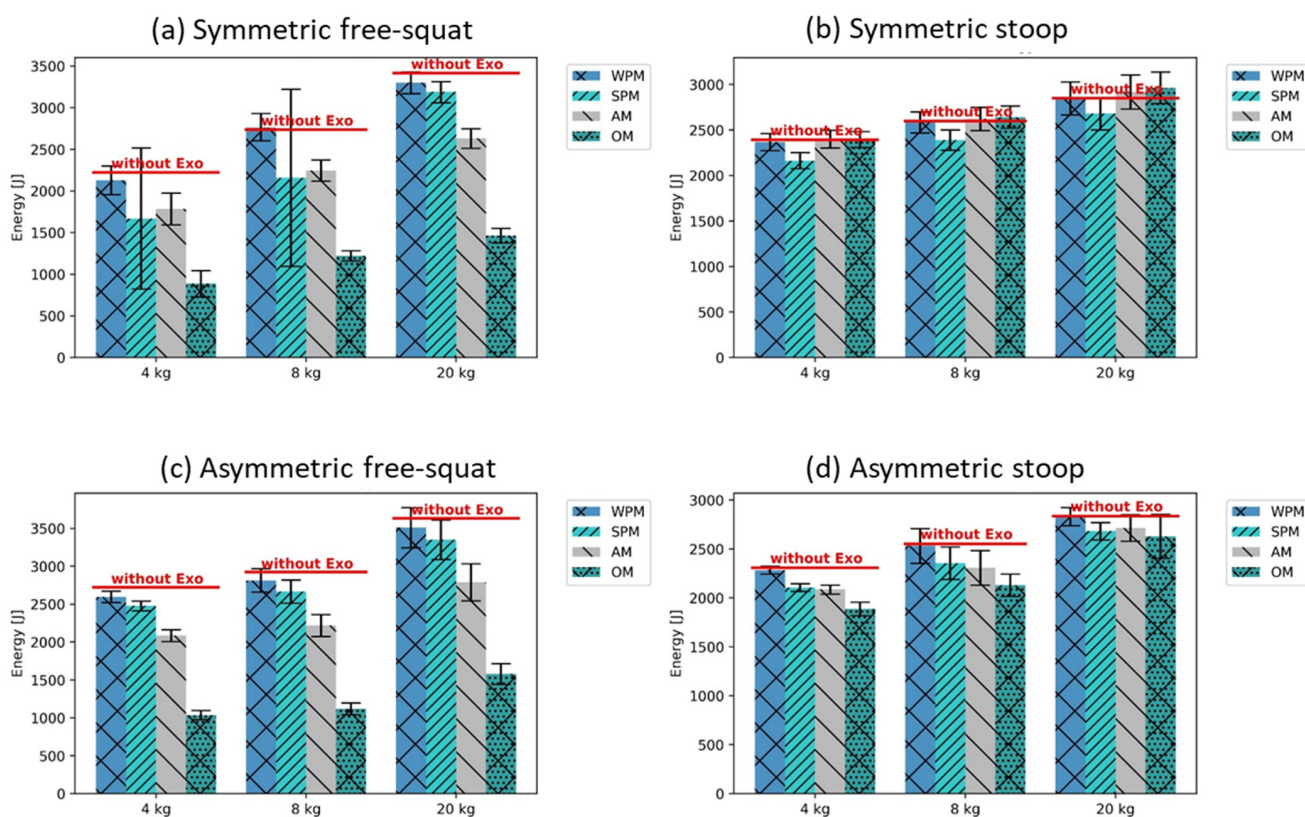 (a) Symmetric free-squat
3500
3000
2500
2000
1500
1000
500
0
Energy [J]
without Exo
without Exo
without Exo
4 kg
8 kg
20 kg
WPM
SPM
AM
OM
(b) Symmetric stoop
3000
2500
2000
1500
1000
500
0
Energy [J]
without Exo
without Exo
without Exo
4 kg
8 kg
20 kg
WPM
SPM
AM
OM
(c) Asymmetric free-squat
3500
3000
2500
2000
1500
1000
500
0
Energy [J]
without Exo
without Exo
without Exo
4 kg
8 kg
20 kg
WPM
SPM
AM
OM
(d) Asymmetric stoop
3000
2500
2000
1500
1000
500
0
Energy [J]
without Exo
without Exo
without Exo
4 kg
8 kg
20 kg
WPM
SPM
AM
OM